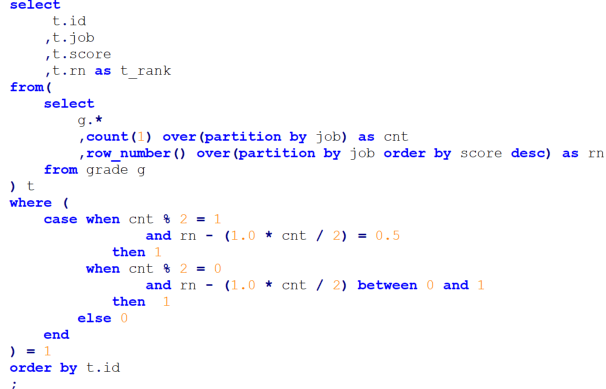 select
     t.id
    ,t.job
    ,t.score
    ,t.rn as t_rank
from(
    select
        g.*
        ,count(1) over(partition by job) as cnt
        ,row_number() over(partition by job order by score desc) as rn
    from grade g
) t
where (
    case when cnt % 2 = 1
                and rn - (1.0 * cnt / 2) = 0.5
            then 1
         when cnt % 2 = 0
                and rn - (1.0 * cnt / 2) between 0 and 1
            then  1
        else 0
    end
) = 1
order by t.id
;